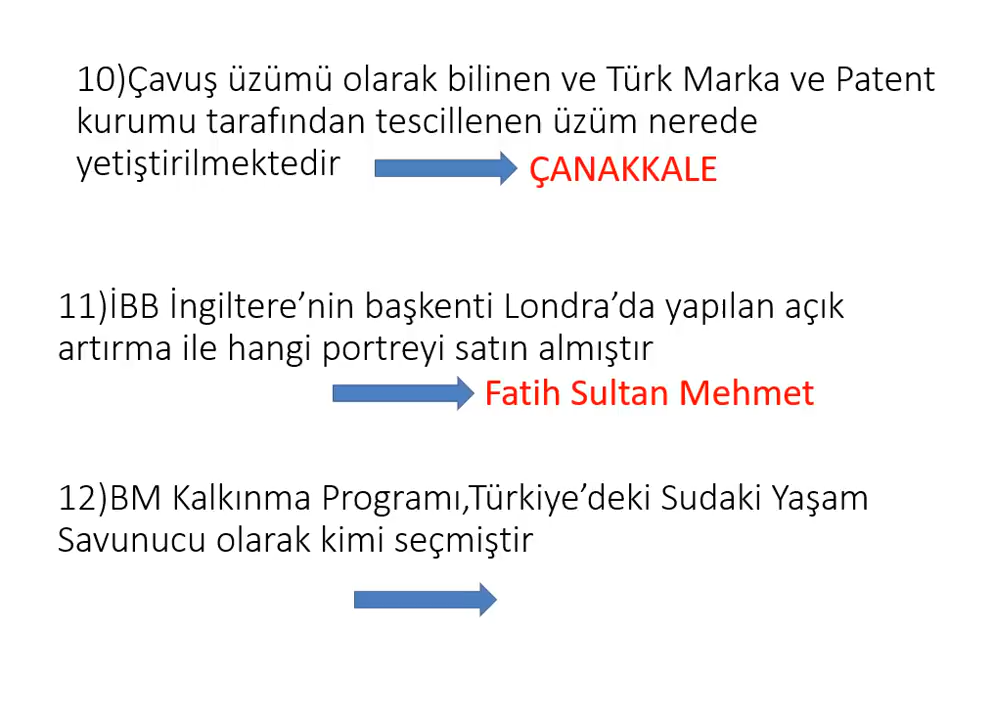 10)Çavuş üzümü olarak bilinen ve Türk Marka ve Patent
kurumu tarafından tescillenen üzüm nerede
yetiştirilmektedir ÇANAKKALE
11)İBB İngiltere’nin başkenti Londra’da yapılan açık
artırma ile hangi portreyi satın almıştır
Fatih Sultan Mehmet
12)BM Kalkınma Programı,Türkiye’deki Sudaki Yaşam
Savunucu olarak kimi seçmiştir